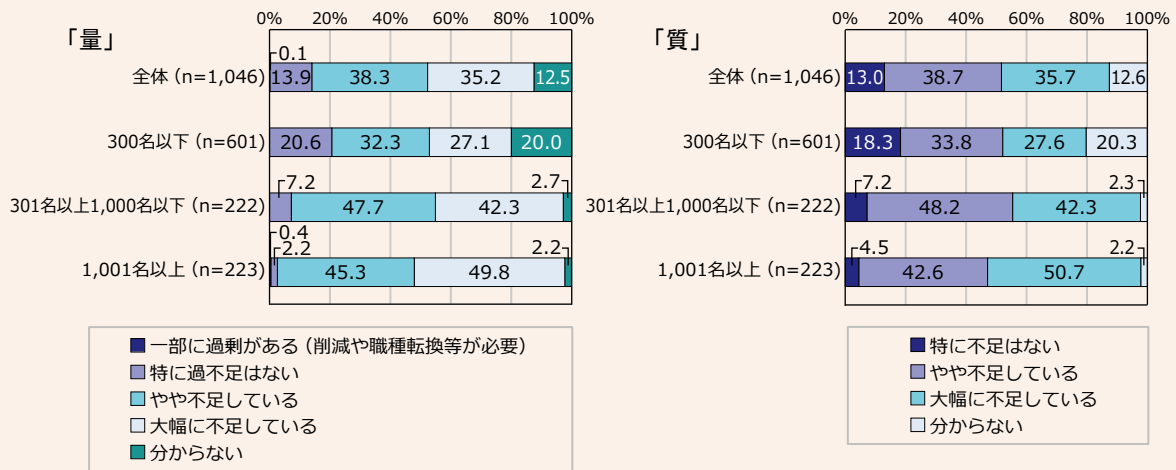 「量」
0% 20% 40% 60% 80% 100%
0.1
全体（n=1,046） 13.9 38.3 35.2 12.5
300名以下（n=601） 20.6 32.3 27.1 20.0
7.2 2.7
301名以上1,000名以下（n=222） 47.7 42.3
0.4
2.2 2.2
1,001名以上（n=223） 45.3 49.8
一部に過剰がある（削減や職種転換等が必要）
特に過不足はない
やや不足している
大幅に不足している
分からない
「質」
0% 20% 40% 60% 80% 100%
全体（n=1,046） 13.0 38.7 35.7 12.6
300名以下（n=601） 18.3 33.8 27.6 20.3
7.2 2.3
301名以上1,000名以下（n=222） 48.2 42.3
4.5 2.2
1,001名以上（n=223） 42.6 50.7
特に不足はない
やや不足している
大幅に不足している
分からない